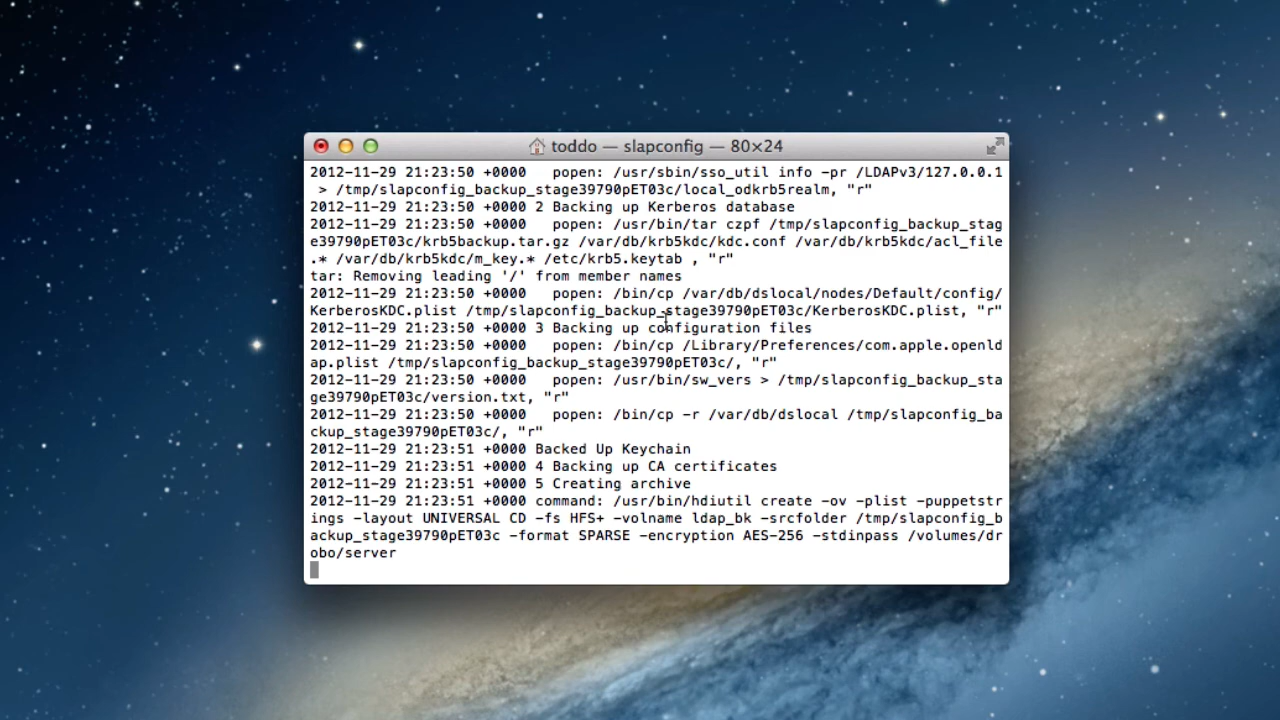 toddo — slapconfig — 80×24
2012-11-29 21:23:50 +0000   popen: /usr/sbin/sso_util info -pr /LDAPv3/127.0.0.1
 > /tmp/slapconfig_backup_stage39790pET03c/local_odkrb5realm, "r"
2012-11-29 21:23:50 +0000 2 Backing up Kerberos database
2012-11-29 21:23:50 +0000   popen: /usr/bin/tar czpf /tmp/slapconfig_backup_stag
e39790pET03c/krb5backup.tar.gz /var/db/krb5kdc/kdc.conf /var/db/krb5kdc/acl_file
.* /var/db/krb5kdc/m_key.* /etc/krb5.keytab , "r"
tar: Removing leading '/' from member names
2012-11-29 21:23:50 +0000   popen: /bin/cp /var/db/dslocal/nodes/Default/config/
KerberosKDC.plist /tmp/slapconfig_backup_stage39790pET03c/KerberosKDC.plist, "r"
2012-11-29 21:23:50 +0000 3 Backing up configuration files
2012-11-29 21:23:50 +0000   popen: /bin/cp /Library/Preferences/com.apple.openld
ap.plist /tmp/slapconfig_backup_stage39790pET03c/, "r"
2012-11-29 21:23:50 +0000   popen: /usr/bin/sw_vers > /tmp/slapconfig_backup_sta
ge39790pET03c/version.txt, "r"
2012-11-29 21:23:50 +0000   popen: /bin/cp -r /var/db/dslocal /tmp/slapconfig_ba
ckup_stage39790pET03c/, "r"
2012-11-29 21:23:51 +0000 Backed Up Keychain
2012-11-29 21:23:51 +0000 4 Backing up CA certificates
2012-11-29 21:23:51 +0000 5 Creating archive
2012-11-29 21:23:51 +0000 command: /usr/bin/hdiutil create -ov -plist -puppetstr
ings -layout UNIVERSAL CD -fs HFS+ -volname ldap_bk -srcfolder /tmp/slapconfig_b
ackup_stage39790pET03c -format SPARSE -encryption AES-256 -stdinpass /volumes/dr
obo/server